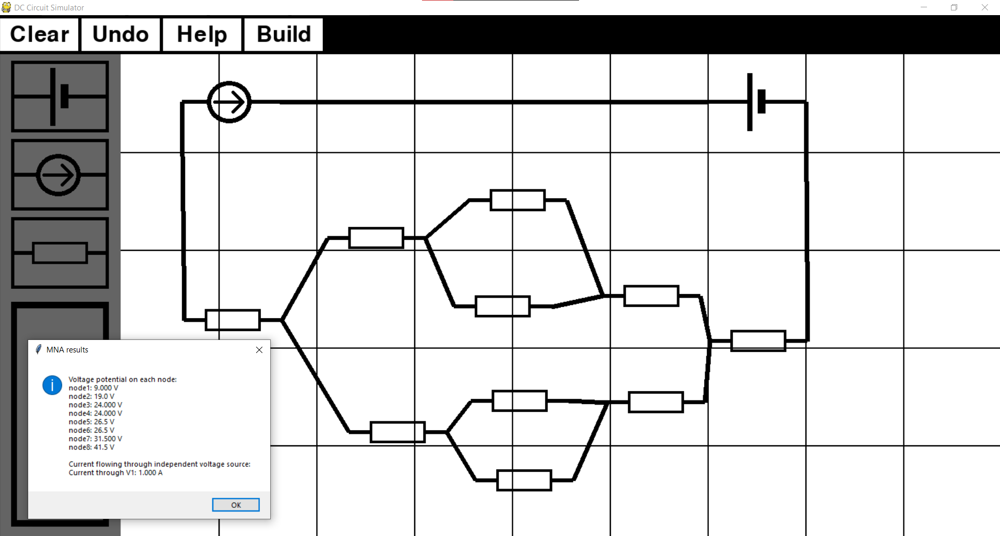 DC Circuit Simulator
Clear Undo Help Build
MNA results
Voltage potential on each node:
node1: 9.000 V
node2: 19.0 V
node3: 24.000 V
node4: 24.000 V
node5: 26.5 V
node6: 26.5 V
node7: 31.500 V
node8: 41.5 V
Current flowing through independent voltage source:
Current through V1: 1.000 A
OK